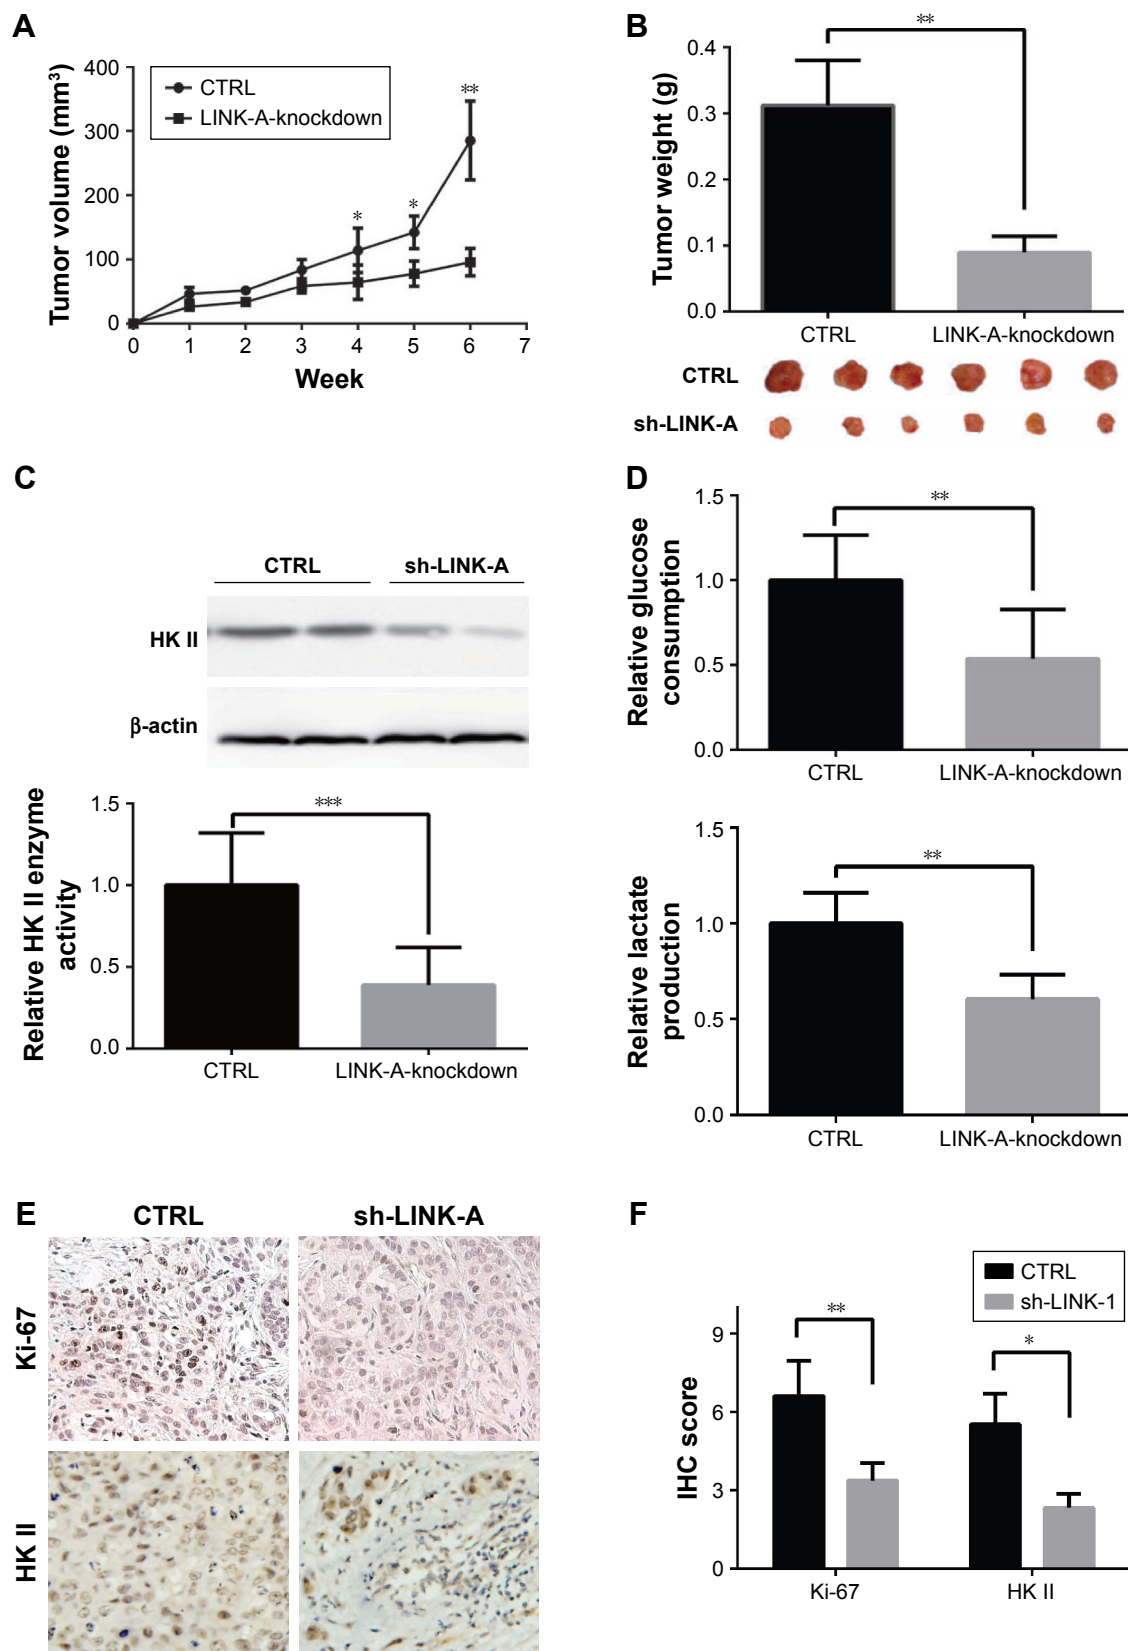 A
Tumor volume (mm³)
400
300
200
100
0
CTRL
LINK-A-knockdown
*
*
**
0 1 2 3 4 5 6 7
Week
B
Tumor weight (g)
0.4
0.3
0.2
0.1
0.0
**
CTRL LINK-A-knockdown
CTRL
sh-LINK-A
C
CTRL sh-LINK-A
HK II
β-actin
Relative HK II enzyme
activity
1.5
1.0
0.5
0.0
***
CTRL LINK-A-knockdown
D
Relative glucose
consumption
1.5
1.0
0.5
0.0
**
CTRL LINK-A-knockdown
Relative lactate
production
1.5
1.0
0.5
0.0
**
CTRL LINK-A-knockdown
E
CTRL sh-LINK-A
Ki-67
HK II
F
CTRL
sh-LINK-1
IHC score
9
6
3
0
**
*
Ki-67 HK II